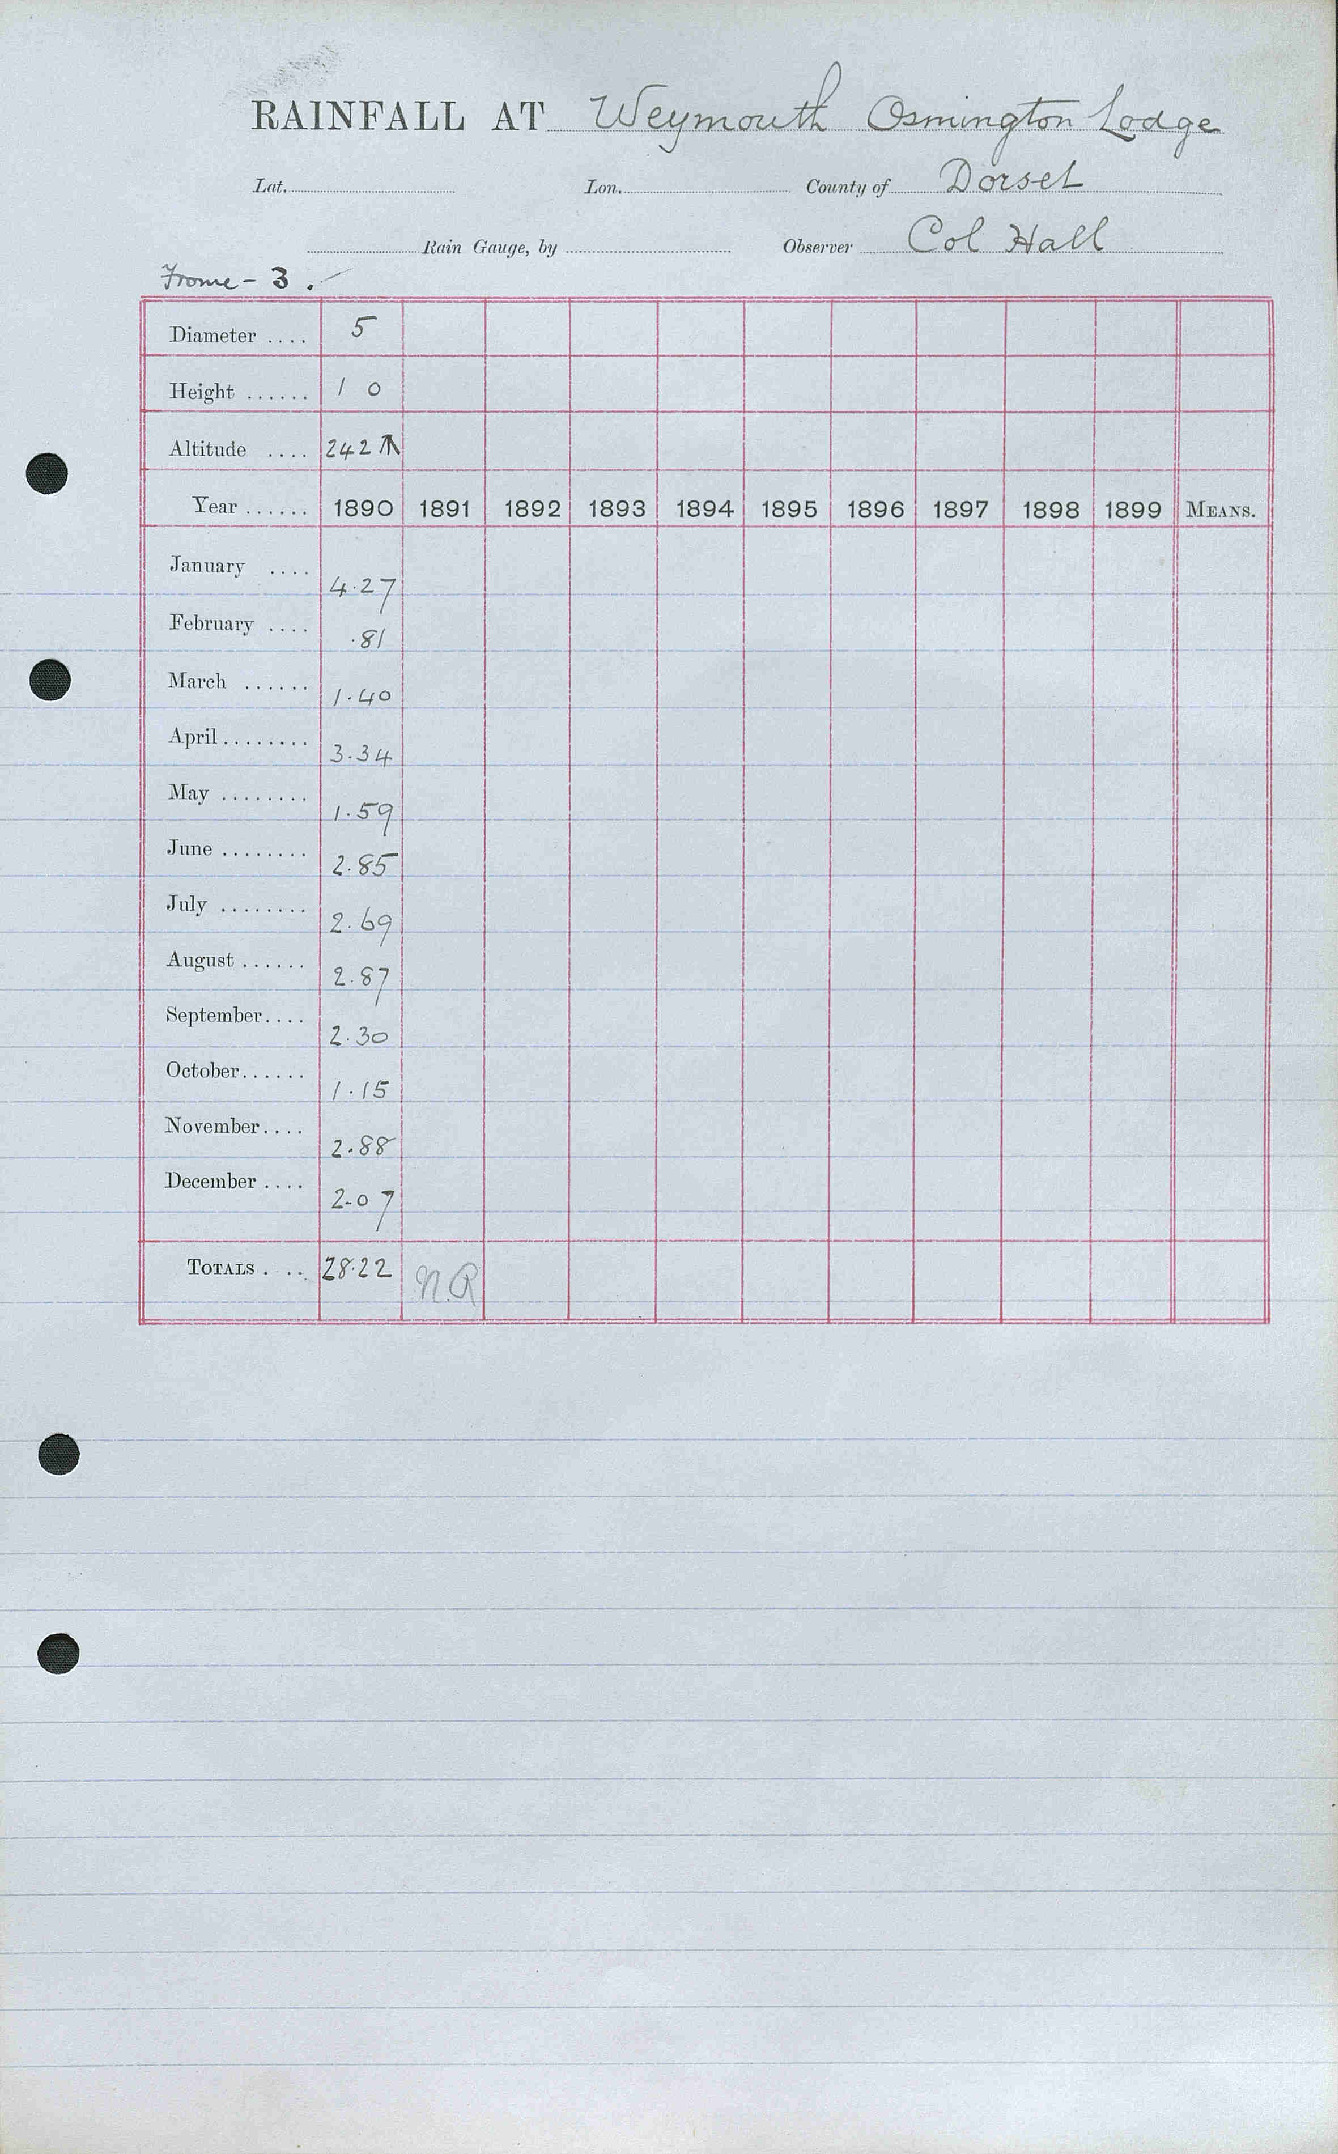 RAINFALL AT Weymouth Osmington Lodge
Lat. Lon. County of Dorset
Rain Gauge, by Observer Col Hall
Frome - 3.
Diameter .... 5
Height ...... 1 0
Altitude .... 242
Year ...... 1890 1891 1892 1893 1894 1895 1896 1897 1898 1899 MEANS.
January .... 4.27
February .... .81
March ...... 1.40
April ........ 3.34
May ........ 1.59
June ........ 2.85
July ........ 2.69
August ...... 2.87
September.... 2.30
October...... 1.15
November.... 2.88
December .... 2.07
TOTALS . ... 28.22 N.R